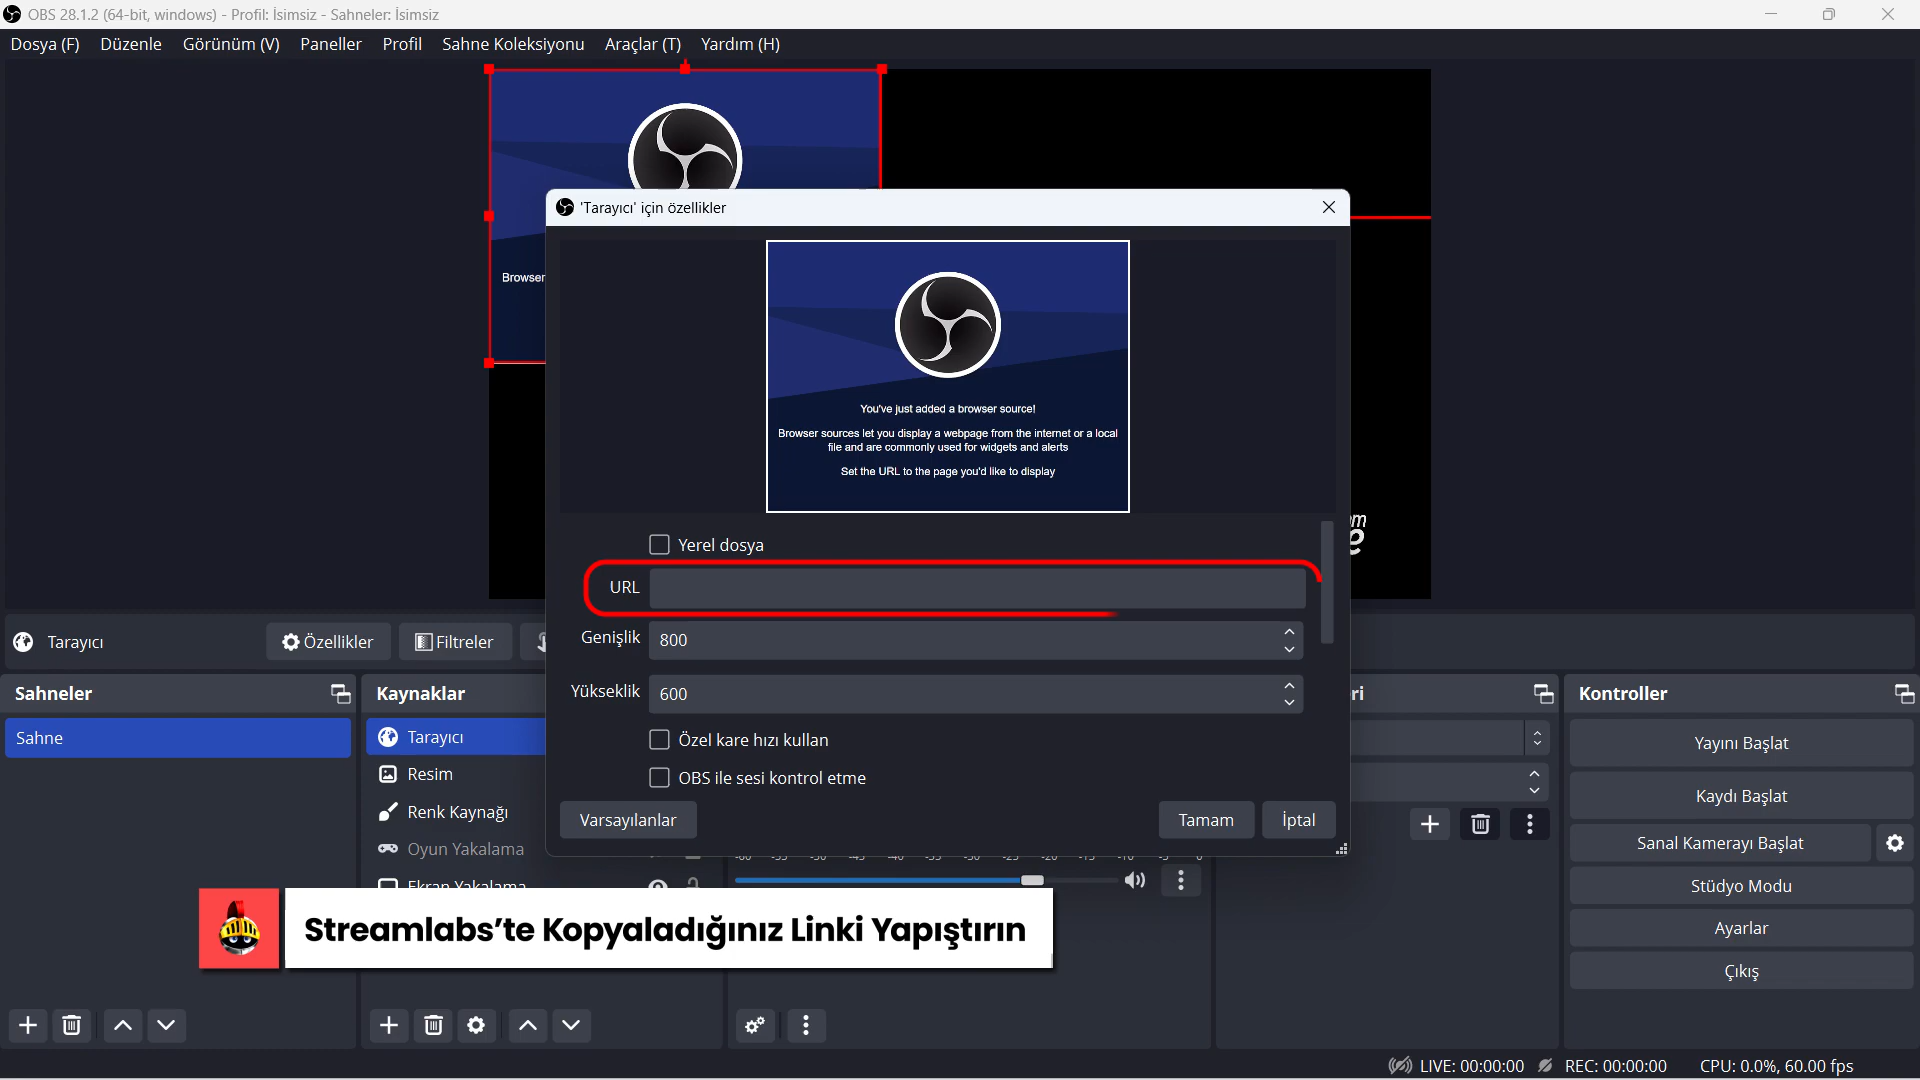 OBS 28.1.2 (64-bit, windows) - Profil: İsimsiz - Sahneler: İsimsiz
Dosya (F) Düzenle Görünüm (V) Paneller Profil Sahne Koleksiyonu Araçlar (T) Yardım (H)
'Tarayıcı' için özellikler
Browser
You've just added a browser source!
Browser sources let you display a webpage from the internet or a local
file and are commonly used for widgets and alerts
Set the URL to the page you'd like to display
Yerel dosya
URL
Genişlik 800
Yükseklik 600
Özel kare hızı kullan
OBS ile sesi kontrol etme
Varsayılanlar Tamam İptal
Tarayıcı Özellikler Filtreler
Sahneler
Sahne
Kaynaklar
Tarayıcı
Resim
Renk Kaynağı
Oyun Yakalama
Ekran Yakalama
Streamlabs'te Kopyaladığınız Linki Yapıştırın
Kontroller
Yayını Başlat
Kaydı Başlat
Sanal Kamerayı Başlat
Stüdyo Modu
Ayarlar
Çıkış
LIVE: 00:00:00 REC: 00:00:00 CPU: 0.0%, 60.00 fps